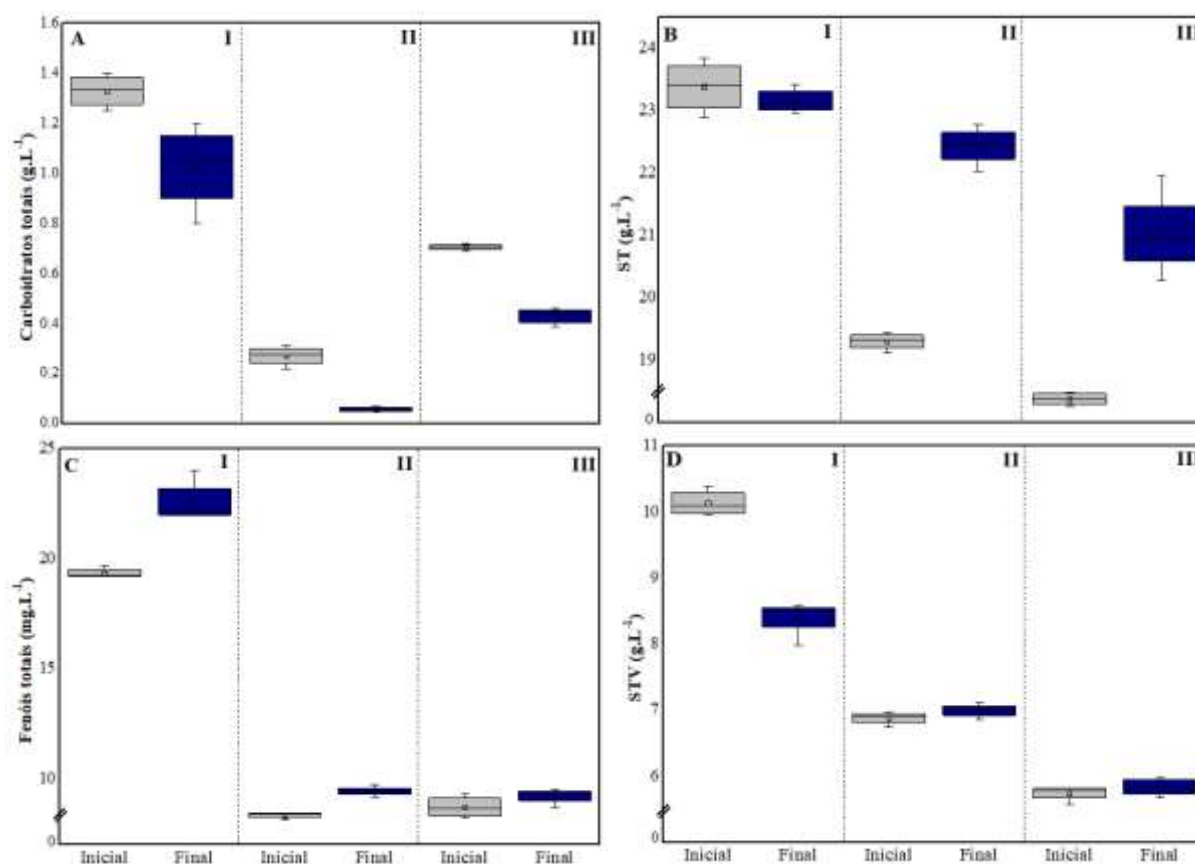 A I II III
Carboidratos totais (g.L⁻¹)
1.6
1.4
1.2
1.0
0.8
0.6
0.4
0.2
0.0
B I II III
ST (g.L⁻¹)
24
23
22
21
20
19
0
C I II III
Fenóis totais (mg.L⁻¹)
25
20
15
10
0
Inicial Final Inicial Final Inicial Final
D I II III
STV (g.L⁻¹)
11
10
9
8
7
6
0
Inicial Final Inicial Final Inicial Final